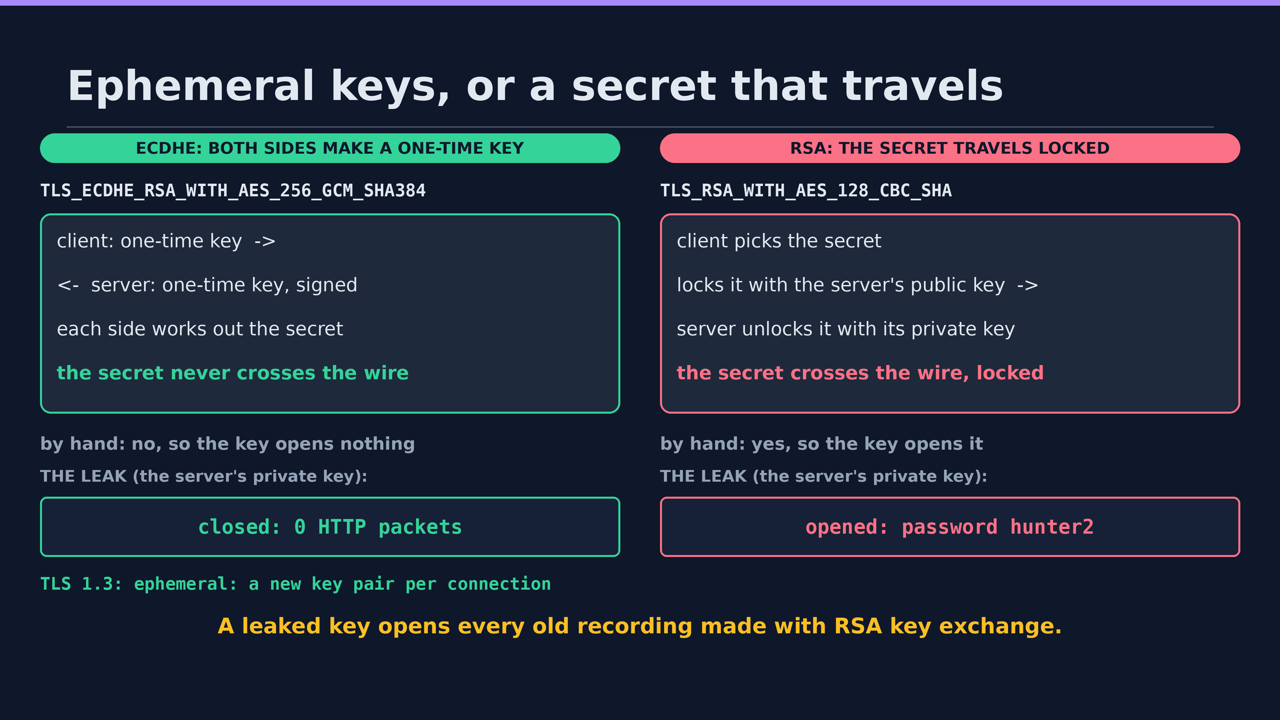 Ephemeral keys, or a secret that travels
ECDHE: BOTH SIDES MAKE A ONE-TIME KEY
TLS_ECDHE_RSA_WITH_AES_256_GCM_SHA384
client: one-time key  ->
<-  server: one-time key, signed
each side works out the secret
the secret never crosses the wire
by hand: no, so the key opens nothing
THE LEAK (the server's private key):
closed: 0 HTTP packets
TLS 1.3: ephemeral: a new key pair per connection
RSA: THE SECRET TRAVELS LOCKED
TLS_RSA_WITH_AES_128_CBC_SHA
client picks the secret
locks it with the server's public key  ->
server unlocks it with its private key
the secret crosses the wire, locked
by hand: yes, so the key opens it
THE LEAK (the server's private key):
opened: password hunter2
A leaked key opens every old recording made with RSA key exchange.